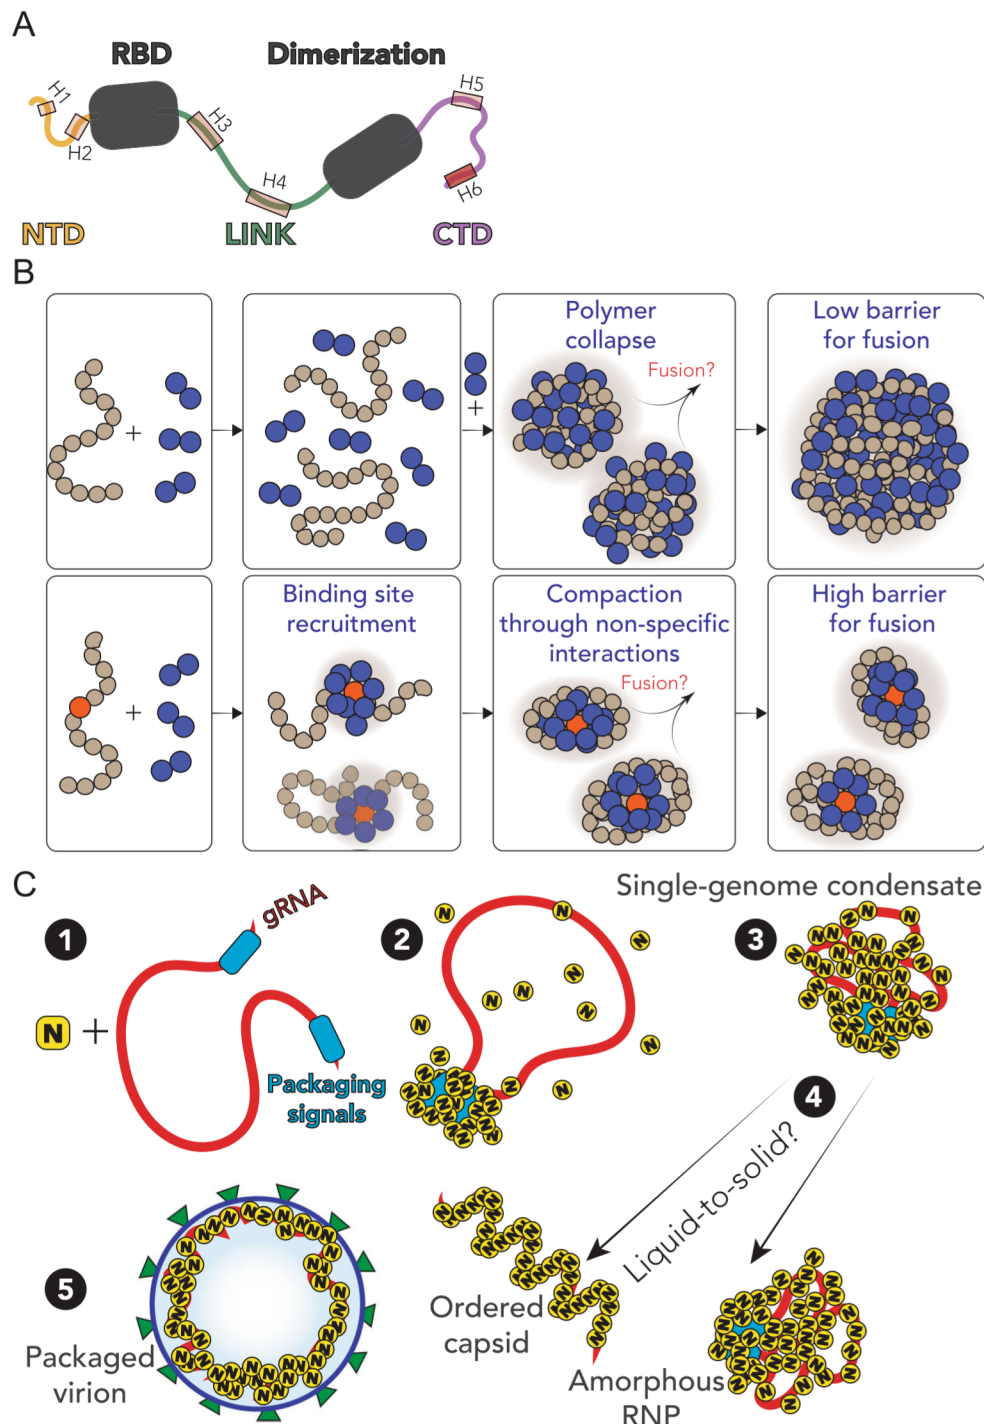 A
RBD
Dimerization
H1
H2
H3
H4
H5
H6
NTD
LINK
CTD
B
+
+
Polymer
collapse
Fusion?
Low barrier
for fusion
+
Binding site
recruitment
Compaction
through non-specific
interactions
Fusion?
High barrier
for fusion
C
1
gRNA
N +
Packaging
signals
2
N
Single-genome condensate
3
N
4
Liquid-to-solid?
Ordered
capsid
Amorphous
RNP
5
Packaged
virion